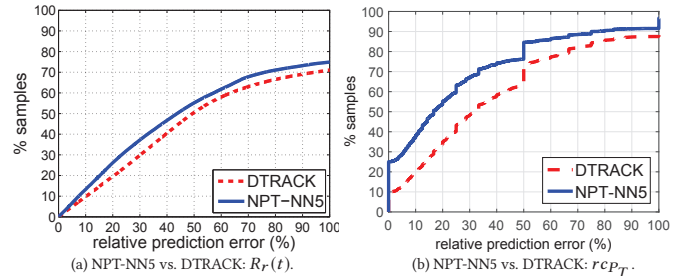 100
90
80
70
60
50
40
30
20
10
0
% samples
0 10 20 30 40 50 60 70 80 90 100
relative prediction error (%)
DTRACK
NPT−NN5
(a) NPT-NN5 vs. DTRACK: R_r(t).
100
90
80
70
60
50
40
30
20
10
0
% samples
0 10 20 30 40 50 60 70 80 90 100
relative prediction error (%)
DTRACK
NPT-NN5
(b) NPT-NN5 vs. DTRACK: rc_{P_T}.